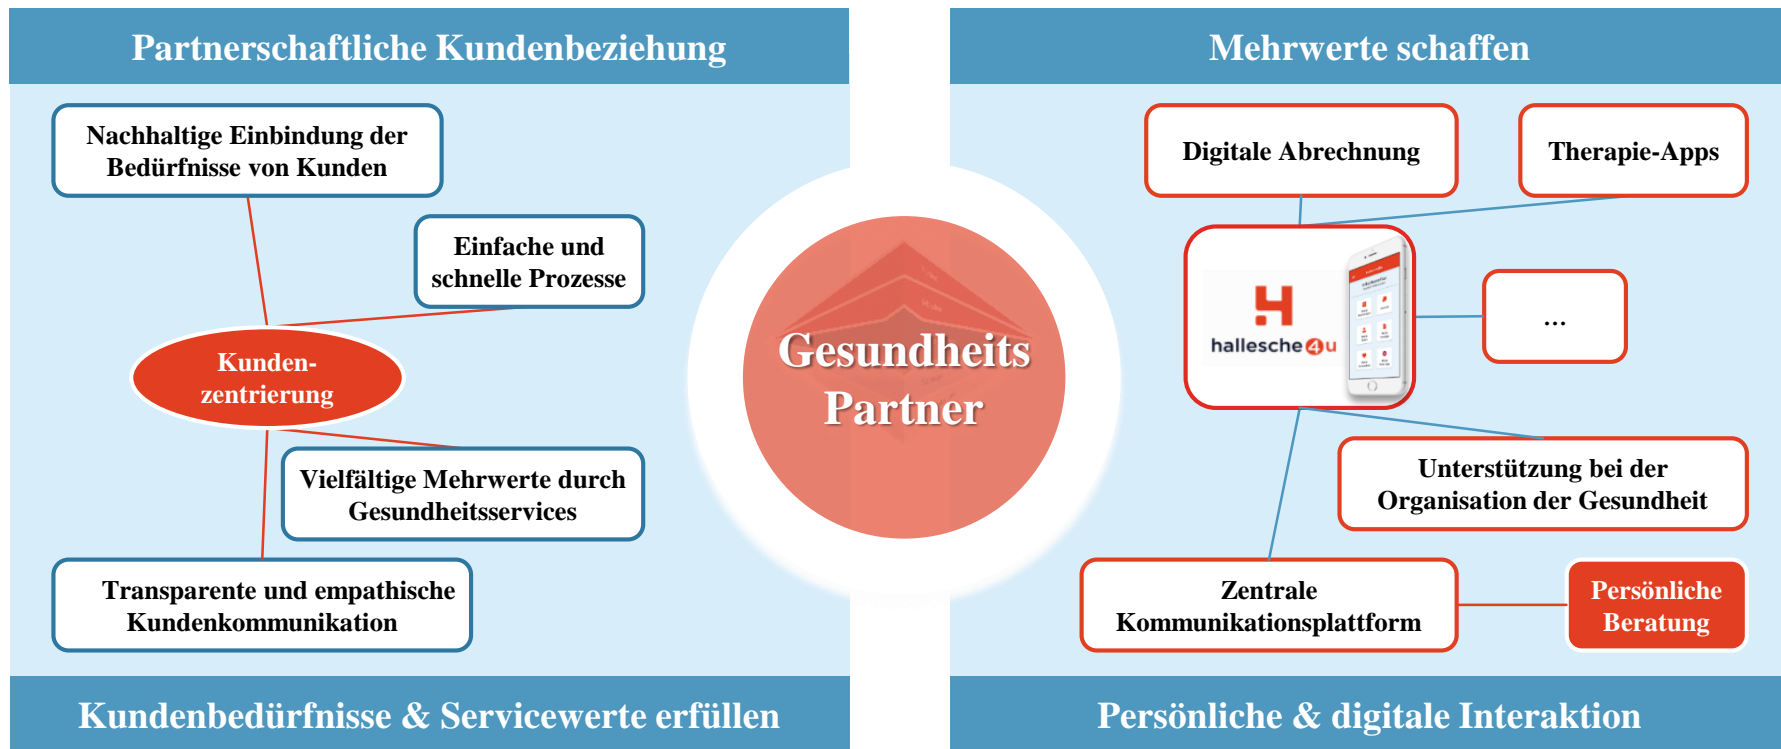 Partnerschaftliche Kundenbeziehung
Nachhaltige Einbindung der
Bedürfnisse von Kunden
Einfache und
schnelle Prozesse
Kunden-
zentrierung
Vielfältige Mehrwerte durch
Gesundheitsservices
Transparente und empathische
Kundenkommunikation
Kundenbedürfnisse & Servicewerte erfüllen
Gesundheits
Partner
Mehrwerte schaffen
Digitale Abrechnung
Therapie-Apps
hallesche4u
...
Unterstützung bei der
Organisation der Gesundheit
Zentrale
Kommunikationsplattform
Persönliche
Beratung
Persönliche & digitale Interaktion